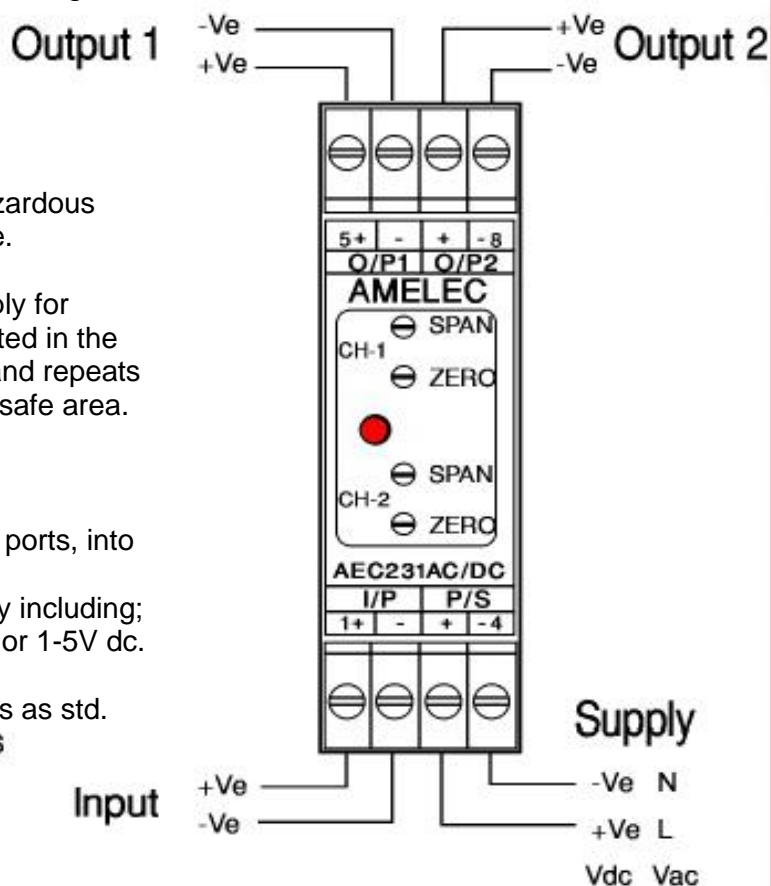 Output 1
-Ve
+Ve
+Ve
-Ve
Output 2
zardous
e.
ly for
ted in the
and repeats
safe area.
ports, into
y including;
or 1-5V dc.
s as std.
s
5+ - + -8
O/P1 O/P2
AMELEC
SPAN
CH-1
ZERO
SPAN
CH-2
ZERO
AEC231AC/DC
I/P P/S
1+ - + -4
Input
+Ve
-Ve
Supply
-Ve N
+Ve L
Vdc Vac